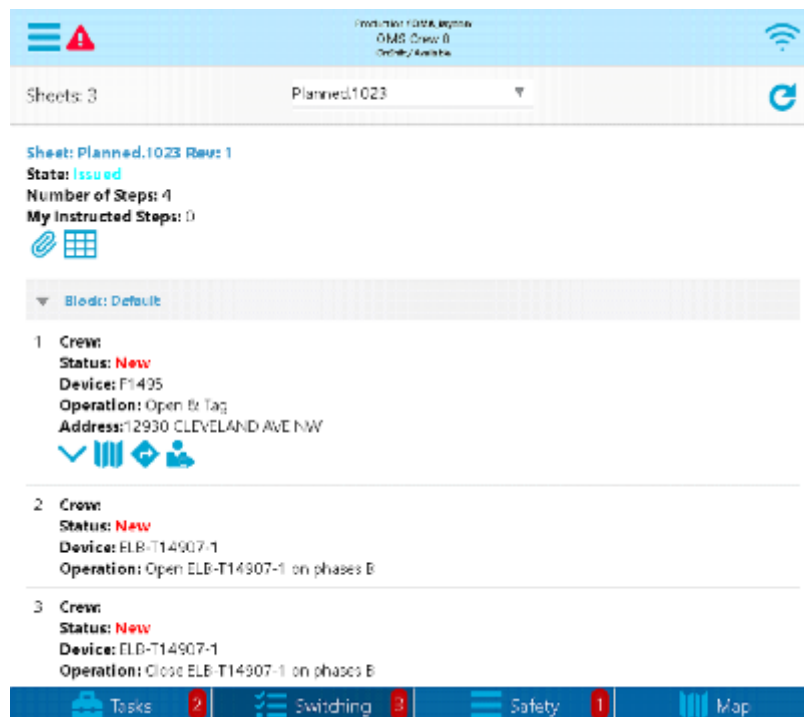 OMS Crew 8
Sheets: 3
Planned.1023
Sheet: Planned.1023 Rev: 1
State: Issued
Number of Steps: 4
My Instructed Steps: 0
Block: Default
1 Crew:
Status: New
Device: F1495
Operation: Open & Tag
Address:12930 CLEVELAND AVE NW
2 Crew:
Status: New
Device: ELB-T14907-1
Operation: Open ELB-T14907-1 on phases B
3 Crew:
Status: New
Device: ELB-T14907-1
Operation: Close ELB-T14907-1 on phases B
Tasks 2 Switching 3 Safety 1 Map